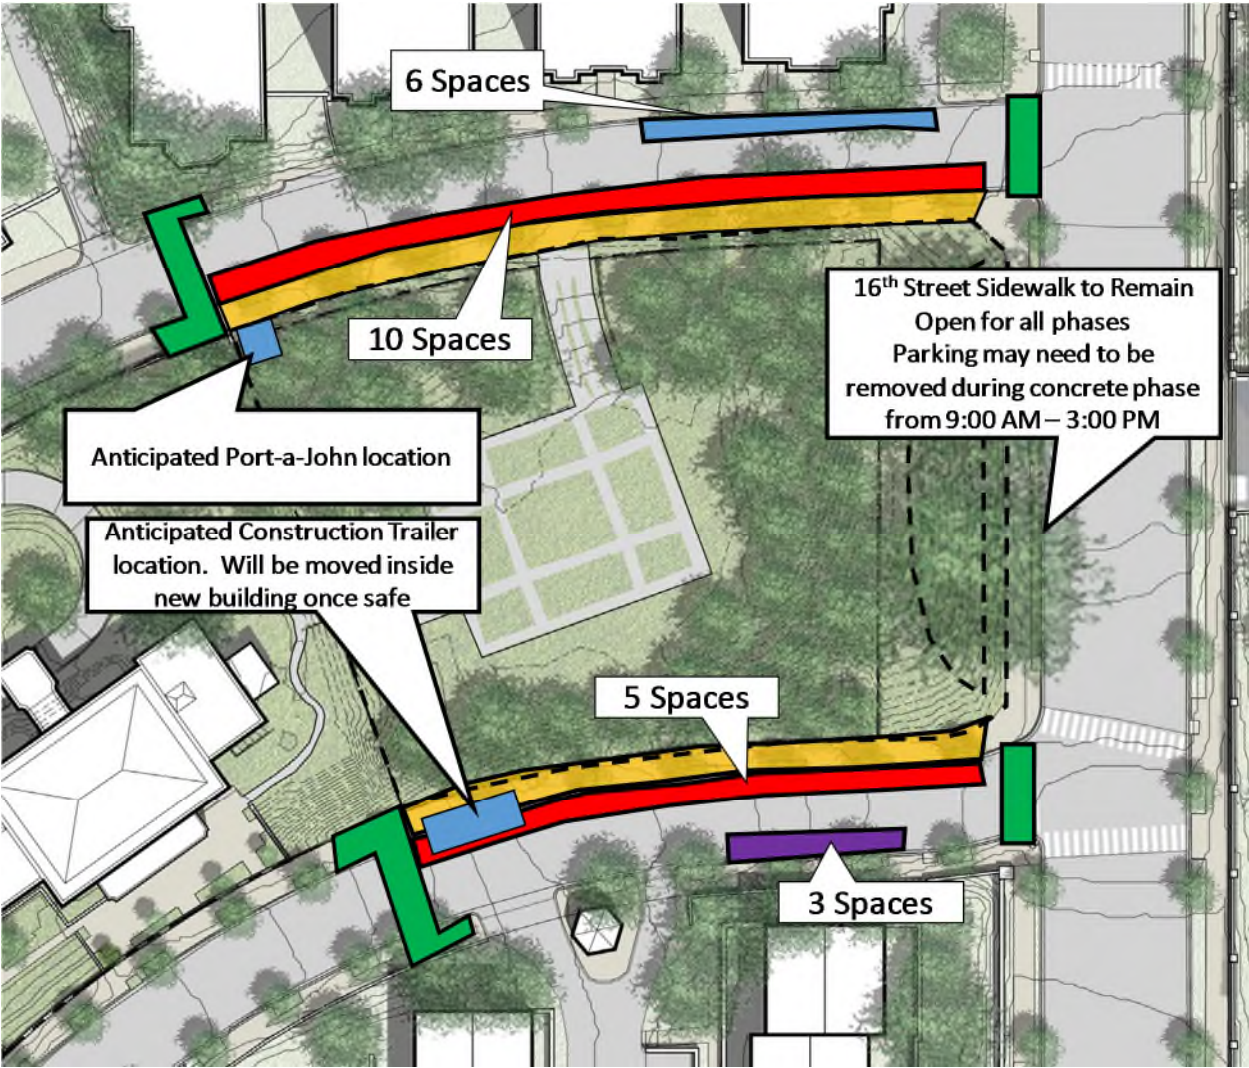 6 Spaces
10 Spaces
16th Street Sidewalk to Remain
Open for all phases
Parking may need to be
removed during concrete phase
from 9:00 AM – 3:00 PM
Anticipated Port-a-John location
Anticipated Construction Trailer
location.  Will be moved inside
new building once safe
5 Spaces
3 Spaces